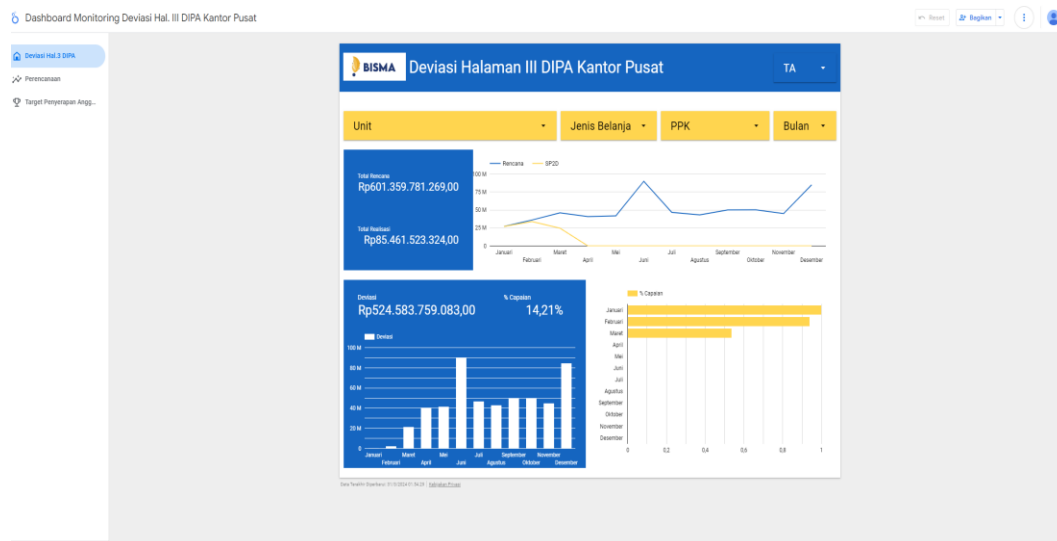 Dashboard Monitoring Deviasi Hal. III DIPA Kantor Pusat
Reset
Bagikan
Deviasi Hal.3 DIPA
Perencanaan
Target Penyerapan Angg...
BISMA
Deviasi Halaman III DIPA Kantor Pusat
TA
Unit
Jenis Belanja
PPK
Bulan
Total Rencana
Rp601.359.781.269,00
Total Realisasi
Rp85.461.523.324,00
Rencana
SP2D
100 M
75 M
50 M
25 M
0
Januari
Februari
Maret
April
Mei
Juni
Juli
Agustus
September
Oktober
November
Desember
Deviasi
Rp524.583.759.083,00
% Capaian
14,21%
Deviasi
100 M
80 M
60 M
40 M
20 M
0
Januari
Februari
Maret
April
Mei
Juni
Juli
Agustus
September
Oktober
November
Desember
% Capaian
Januari
Februari
Maret
April
Mei
Juni
Juli
Agustus
September
Oktober
November
Desember
0
0,2
0,4
0,6
0,8
1
Data Terakhir Diperbarui:
Kebijakan Privasi